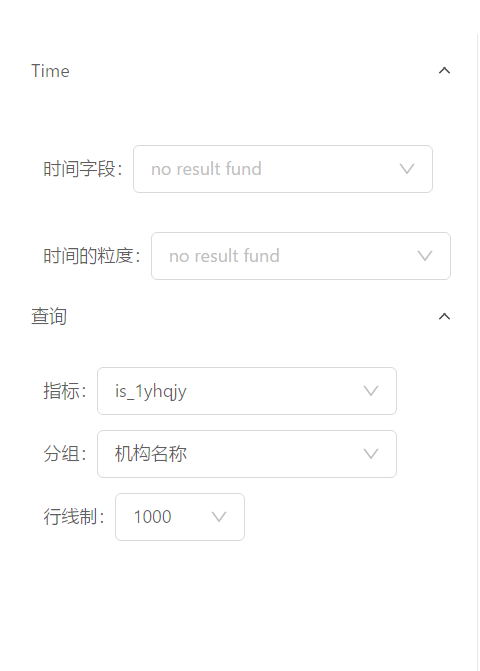 Time
时间字段： no result fund
时间的粒度： no result fund
查询
指标： is_1yhqjy
分组： 机构名称
行线制： 1000